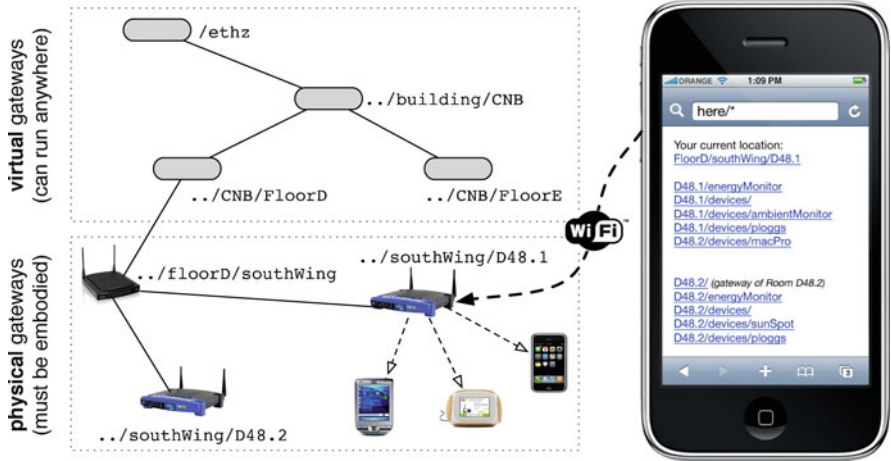 virtual gateways
(can run anywhere)
/ethz
../building/CNB
../CNB/FloorD
../CNB/FloorE
physical gateways
(must be embodied)
../floorD/southWing
../southWing/D48.1
../southWing/D48.2
Wi Fi ™
ORANGE
1:09 PM
here/*
Your current location:
FloorD/southWing/D48.1
D48.1/energyMonitor
D48.1/devices/
D48.1/devices/ambientMonitor
D48.1/devices/ploggs
D48.2/devices/macPro
D48.2/ (gateway of Room D48.2)
D48.2/energyMonitor
D48.2/devices/
D48.2/devices/sunSpot
D48.2/devices/ploggs